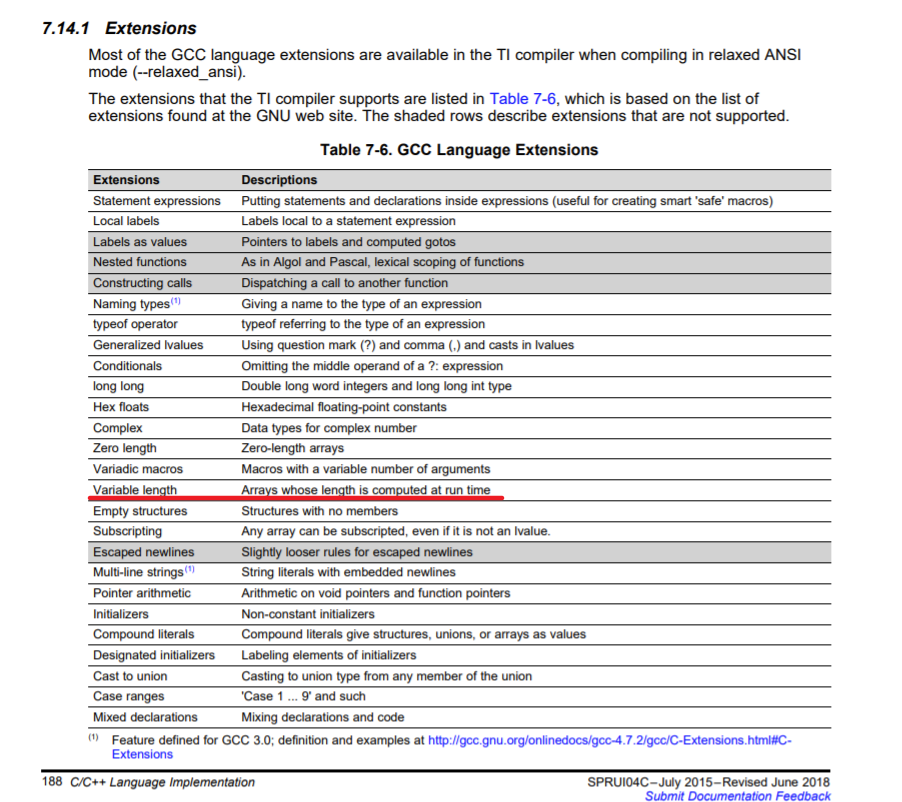 7.14.1 Extensions
Most of the GCC language extensions are available in the TI compiler when compiling in relaxed ANSI
mode (--relaxed_ansi).
The extensions that the TI compiler supports are listed in Table 7-6, which is based on the list of
extensions found at the GNU web site. The shaded rows describe extensions that are not supported.
Table 7-6. GCC Language Extensions
Extensions Descriptions
Statement expressions Putting statements and declarations inside expressions (useful for creating smart 'safe' macros)
Local labels Labels local to a statement expression
Labels as values Pointers to labels and computed gotos
Nested functions As in Algol and Pascal, lexical scoping of functions
Constructing calls Dispatching a call to another function
Naming types(1) Giving a name to the type of an expression
typeof operator typeof referring to the type of an expression
Generalized lvalues Using question mark (?) and comma (,) and casts in lvalues
Conditionals Omitting the middle operand of a ?: expression
long long Double long word integers and long long int type
Hex floats Hexadecimal floating-point constants
Complex Data types for complex number
Zero length Zero-length arrays
Variadic macros Macros with a variable number of arguments
Variable length Arrays whose length is computed at run time
Empty structures Structures with no members
Subscripting Any array can be subscripted, even if it is not an lvalue.
Escaped newlines Slightly looser rules for escaped newlines
Multi-line strings(1) String literals with embedded newlines
Pointer arithmetic Arithmetic on void pointers and function pointers
Initializers Non-constant initializers
Compound literals Compound literals give structures, unions, or arrays as values
Designated initializers Labeling elements of initializers
Cast to union Casting to union type from any member of the union
Case ranges 'Case 1 ... 9' and such
Mixed declarations Mixing declarations and code
(1) Feature defined for GCC 3.0; definition and examples at http://gcc.gnu.org/onlinedocs/gcc-4.7.2/gcc/C-Extensions.html#C-
Extensions
188 C/C++ Language Implementation SPRUI04C–July 2015–Revised June 2018
Submit Documentation Feedback